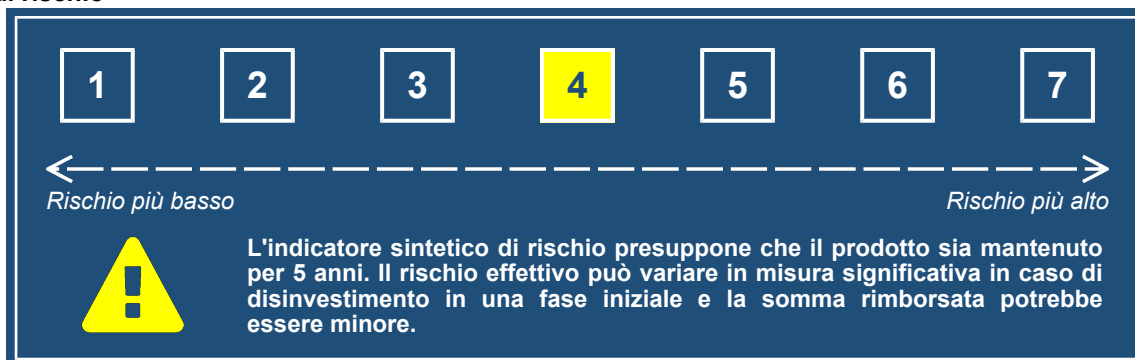 di rischio
1 2 3 4 5 6 7
Rischio più basso Rischio più alto
L'indicatore sintetico di rischio presuppone che il prodotto sia mantenuto
per 5 anni. Il rischio effettivo può variare in misura significativa in caso di
disinvestimento in una fase iniziale e la somma rimborsata potrebbe
essere minore.